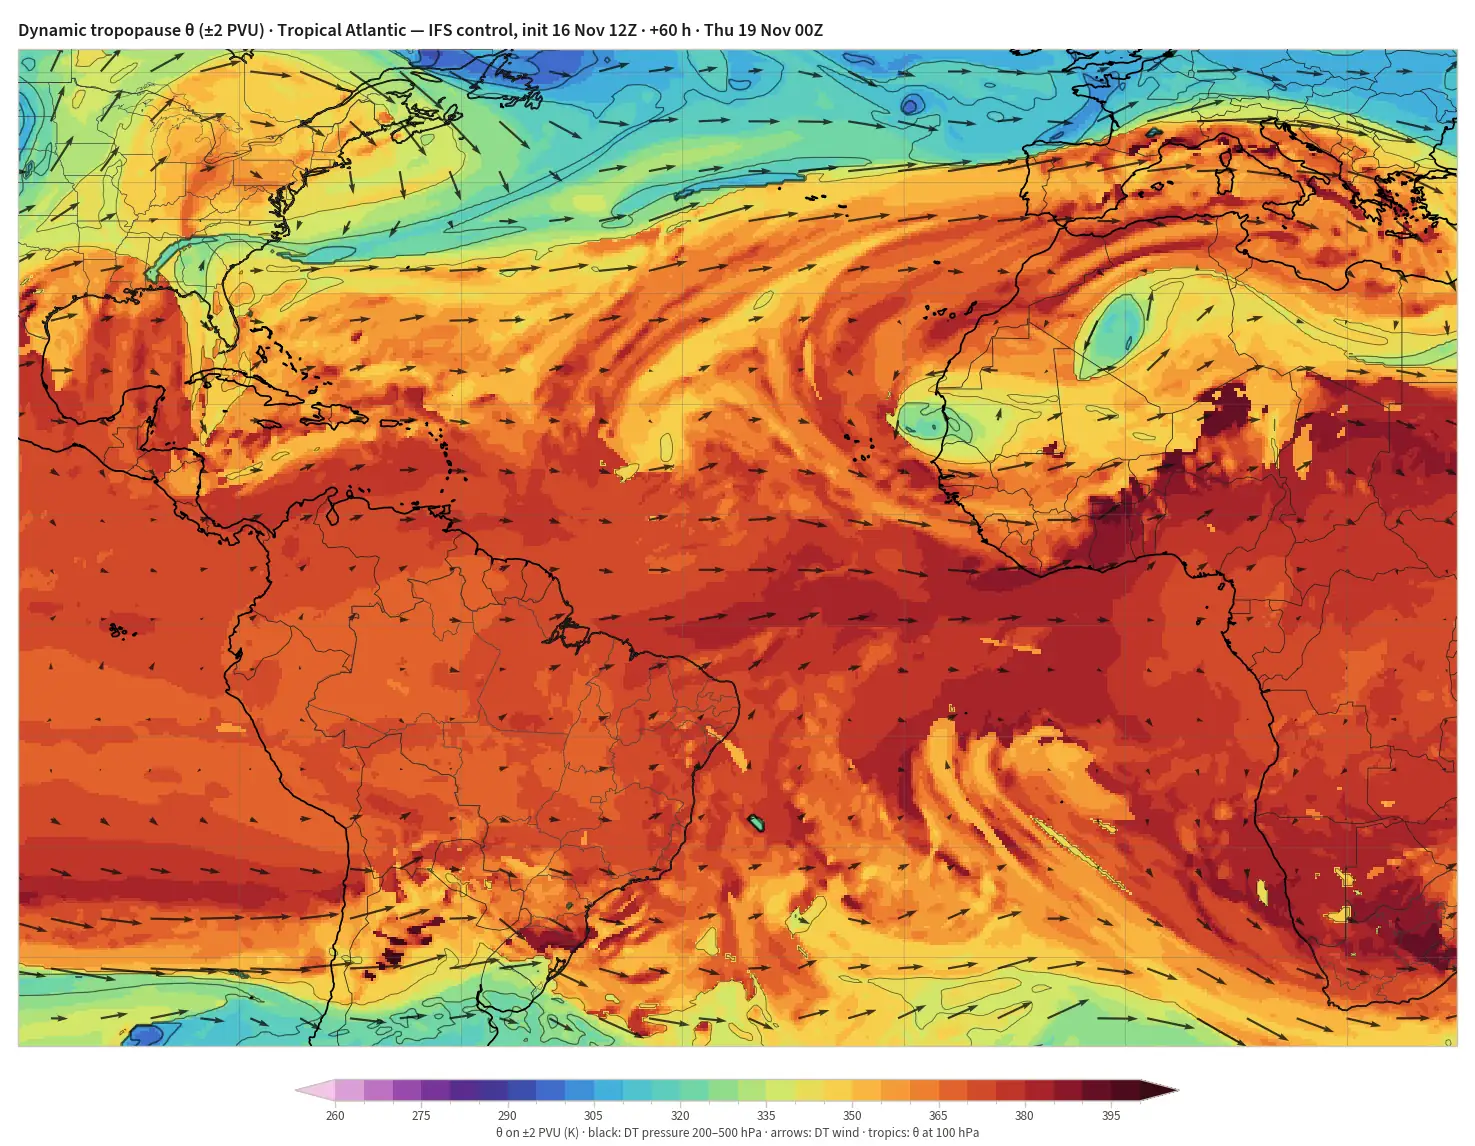 Dynamic tropopause θ (±2 PVU) · Tropical Atlantic — IFS control, init 16 Nov 12Z · +60 h · Thu 19 Nov 00Z
260 275 290 305 320 335 350 365 380 395
θ on ±2 PVU (K) · black: DT pressure 200–500 hPa · arrows: DT wind · tropics: θ at 100 hPa